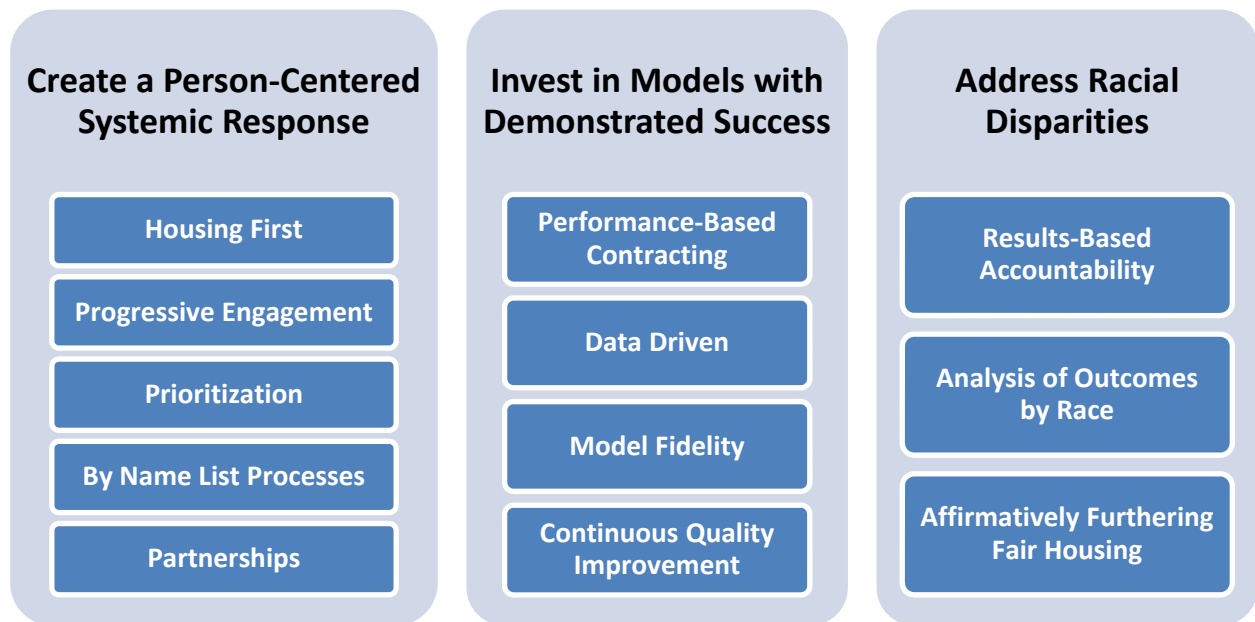 Create a Person-Centered
Systemic Response
Housing First
Progressive Engagement
Prioritization
By Name List Processes
Partnerships
Invest in Models with
Demonstrated Success
Performance-Based
Contracting
Data Driven
Model Fidelity
Continuous Quality
Improvement
Address Racial
Disparities
Results-Based
Accountability
Analysis of Outcomes
by Race
Affirmatively Furthering
Fair Housing